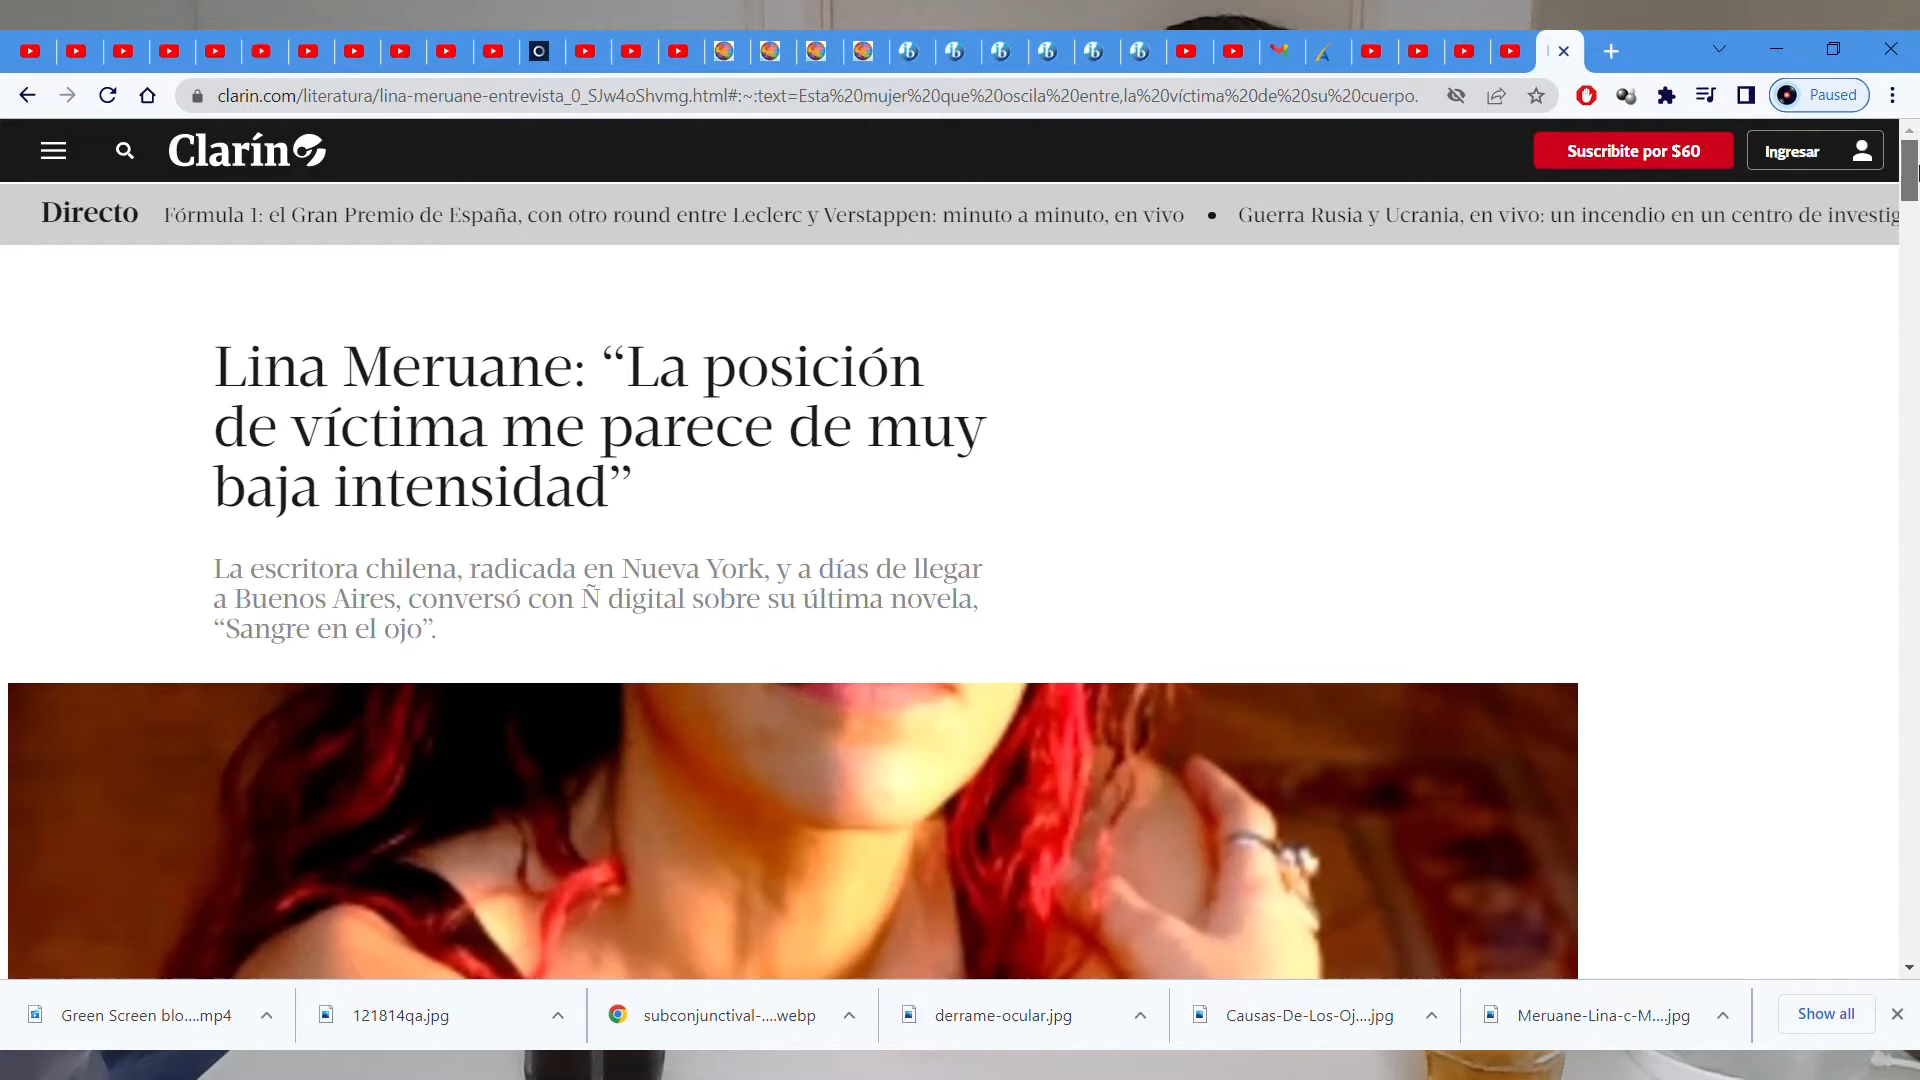 clarin.com/literatura/lina-meruane-entrevista_0_SJw4oShvmg.html#:~:text=Esta%20mujer%20que%20oscila%20entre,la%20víctima%20de%20su%20cuerpo.
Paused
Clarín
Suscribite por $60
Ingresar
Directo
Fórmula 1: el Gran Premio de España, con otro round entre Leclerc y Verstappen: minuto a minuto, en vivo • Guerra Rusia y Ucrania, en vivo: un incendio en un centro de investig
Lina Meruane: “La posición
de víctima me parece de muy
baja intensidad”
La escritora chilena, radicada en Nueva York, y a días de llegar
a Buenos Aires, conversó con Ñ digital sobre su última novela,
“Sangre en el ojo”.
Green Screen blo....mp4
121814qa.jpg
subconjunctival-....webp
derrame-ocular.jpg
Causas-De-Los-Oj....jpg
Meruane-Lina-c-M....jpg
Show all